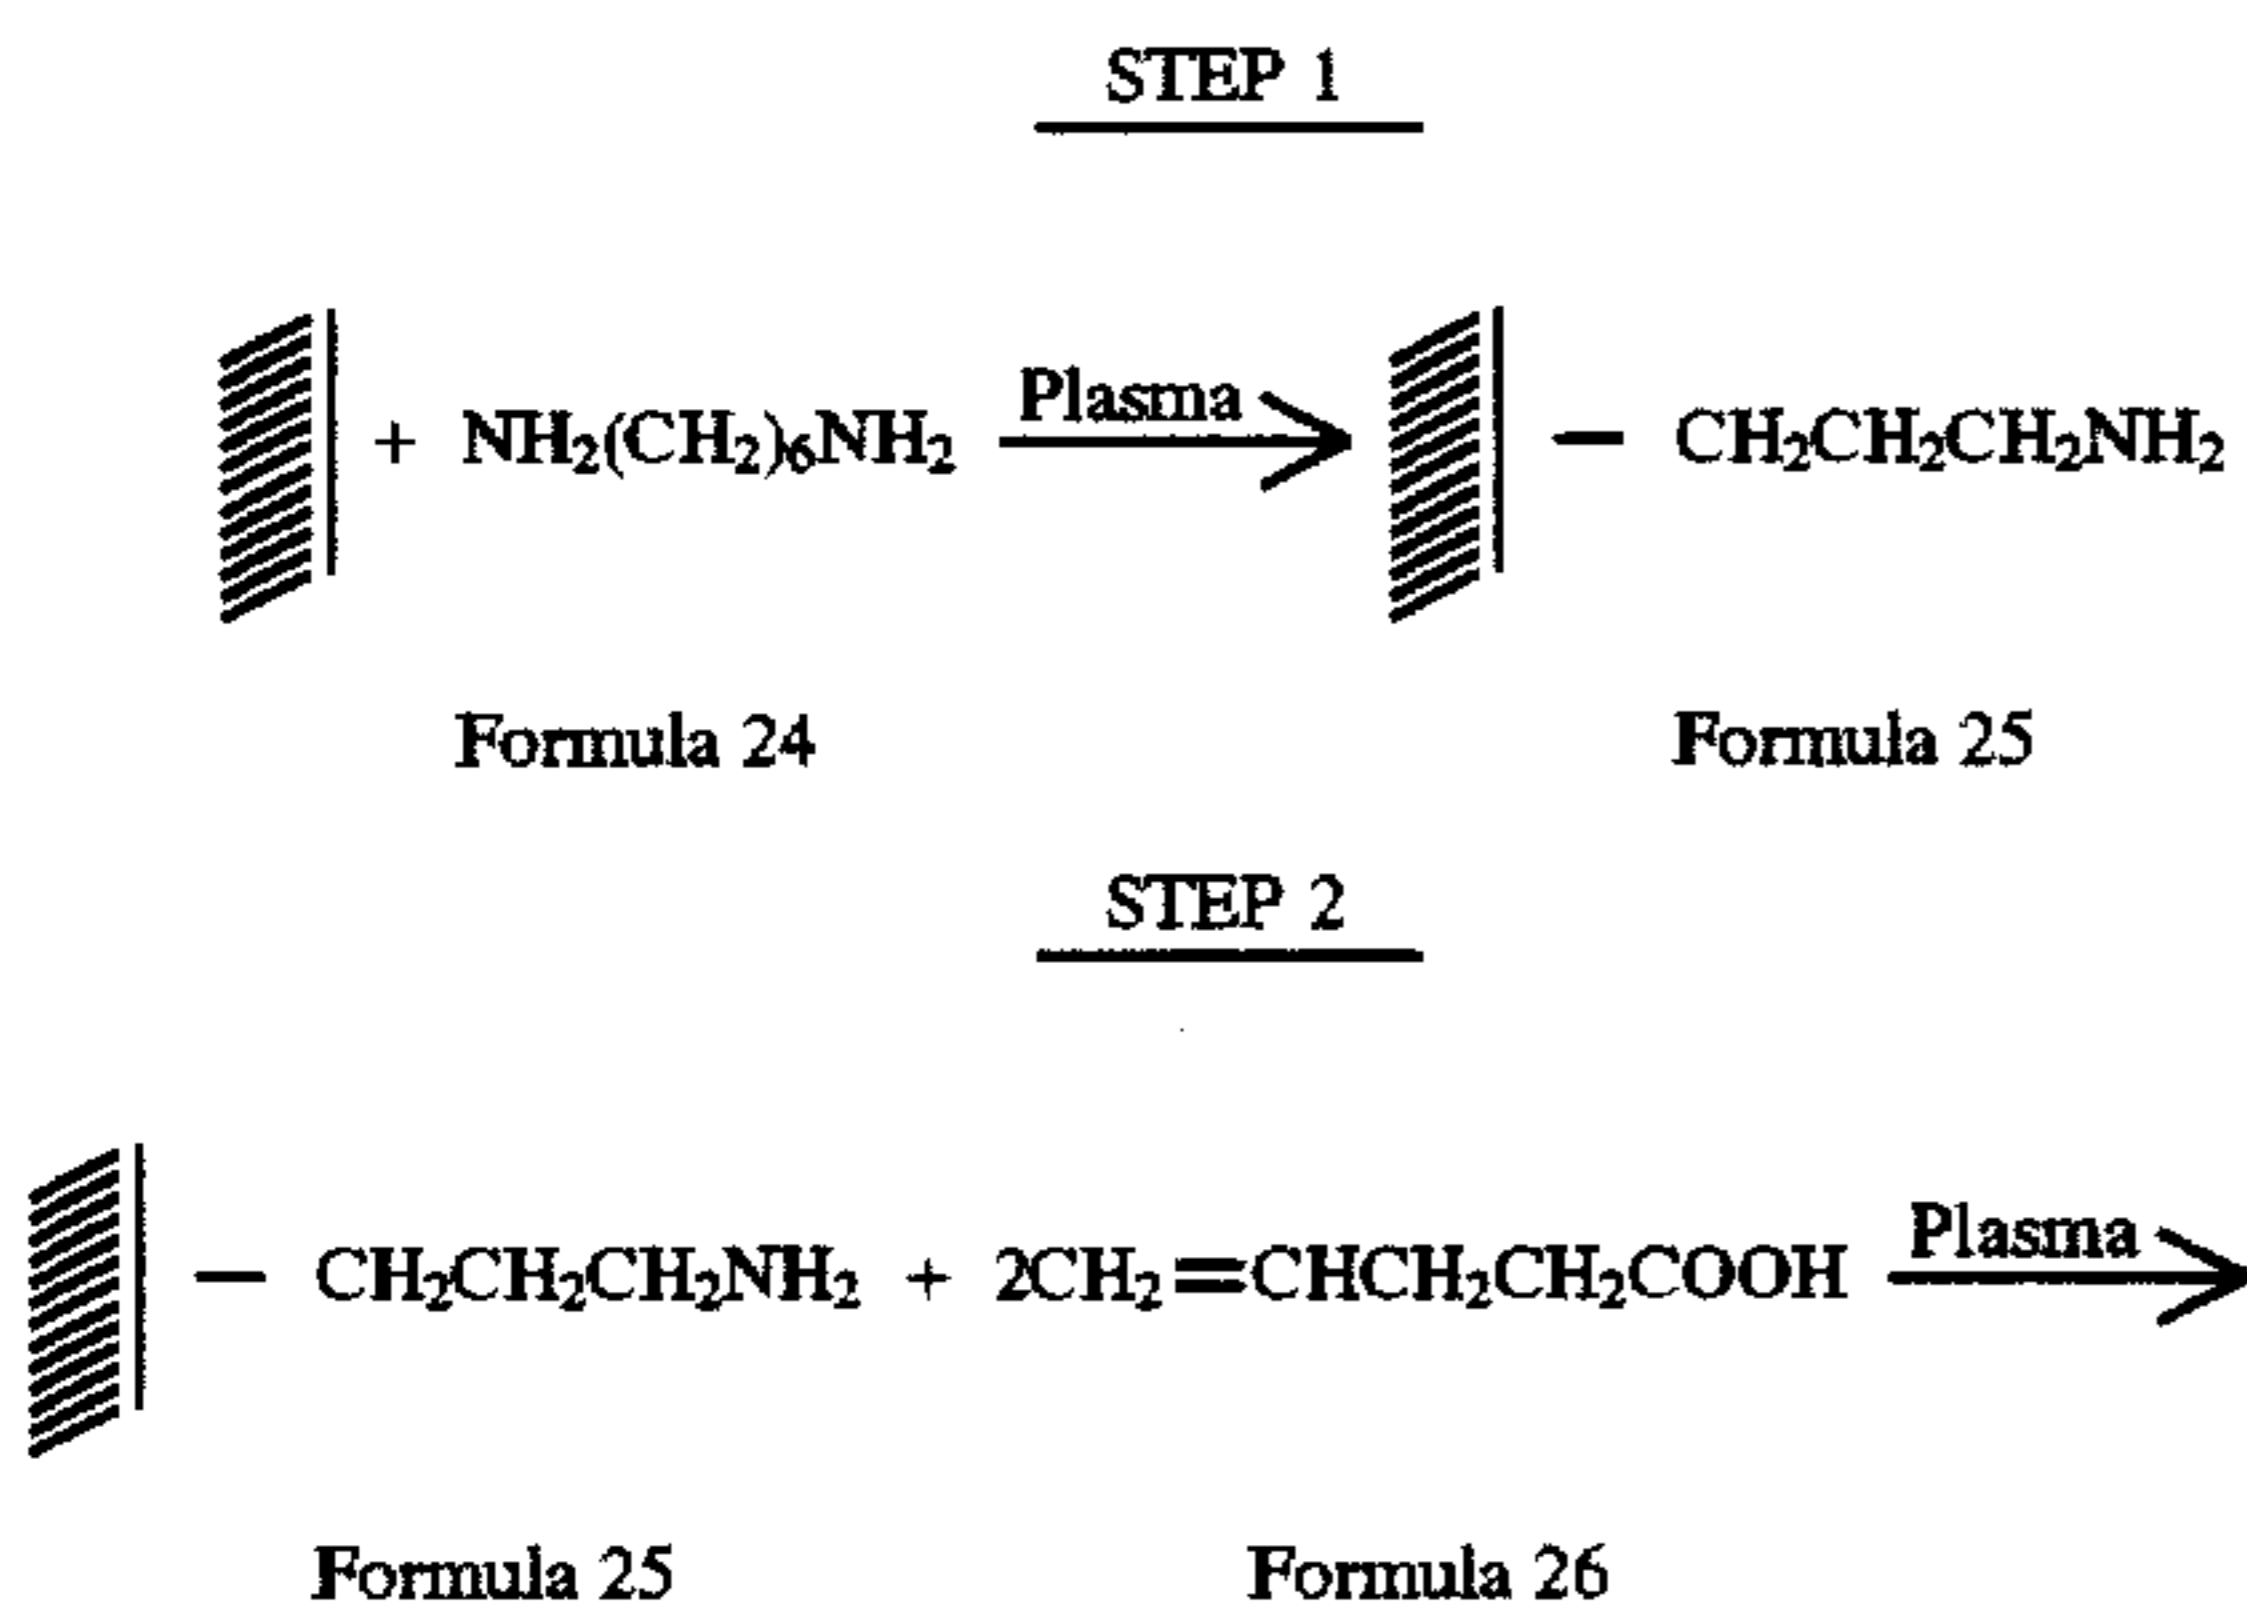 STEP 1
+ NH₂(CH₂)₆NH₂ Plasma — CH₂CH₂CH₂NH₂
Formula 24 Formula 25
STEP 2
— CH₂CH₂CH₂NH₂ + 2CH₂=CHCH₂CH₂COOH Plasma
Formula 25 Formula 26